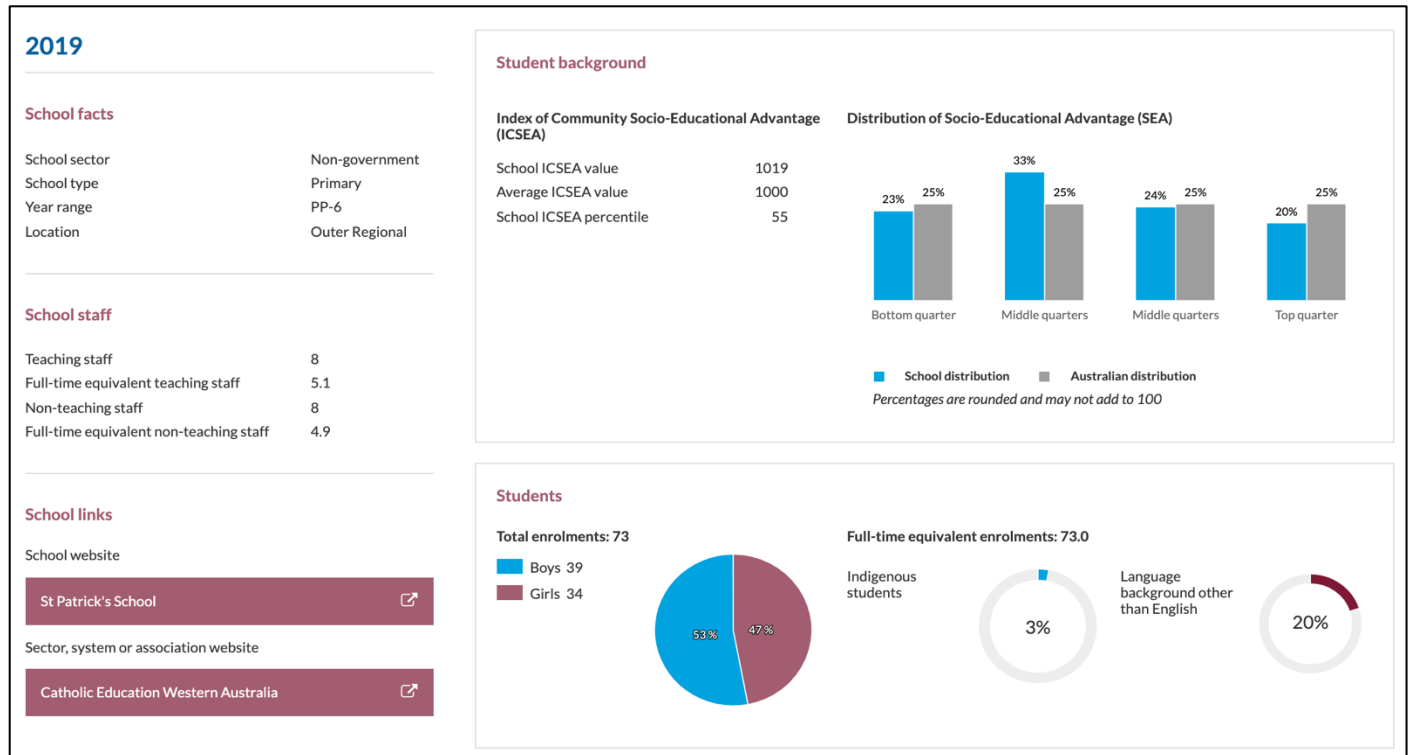 2019
School facts
School sector Non-government
School type Primary
Year range PP-6
Location Outer Regional
School staff
Teaching staff 8
Full-time equivalent teaching staff 5.1
Non-teaching staff 8
Full-time equivalent non-teaching staff 4.9
School links
School website
St Patrick's School
Sector, system or association website
Catholic Education Western Australia
Student background
Index of Community Socio-Educational Advantage
(ICSEA)
School ICSEA value 1019
Average ICSEA value 1000
School ICSEA percentile 55
Distribution of Socio-Educational Advantage (SEA)
23% 25% 33% 25% 24% 25% 20% 25%
Bottom quarter Middle quarters Middle quarters Top quarter
School distribution Australian distribution
Percentages are rounded and may not add to 100
Students
Total enrolments: 73
Boys 39
Girls 34
53% 47%
Full-time equivalent enrolments: 73.0
Indigenous
students
3%
Language
background other
than English
20%